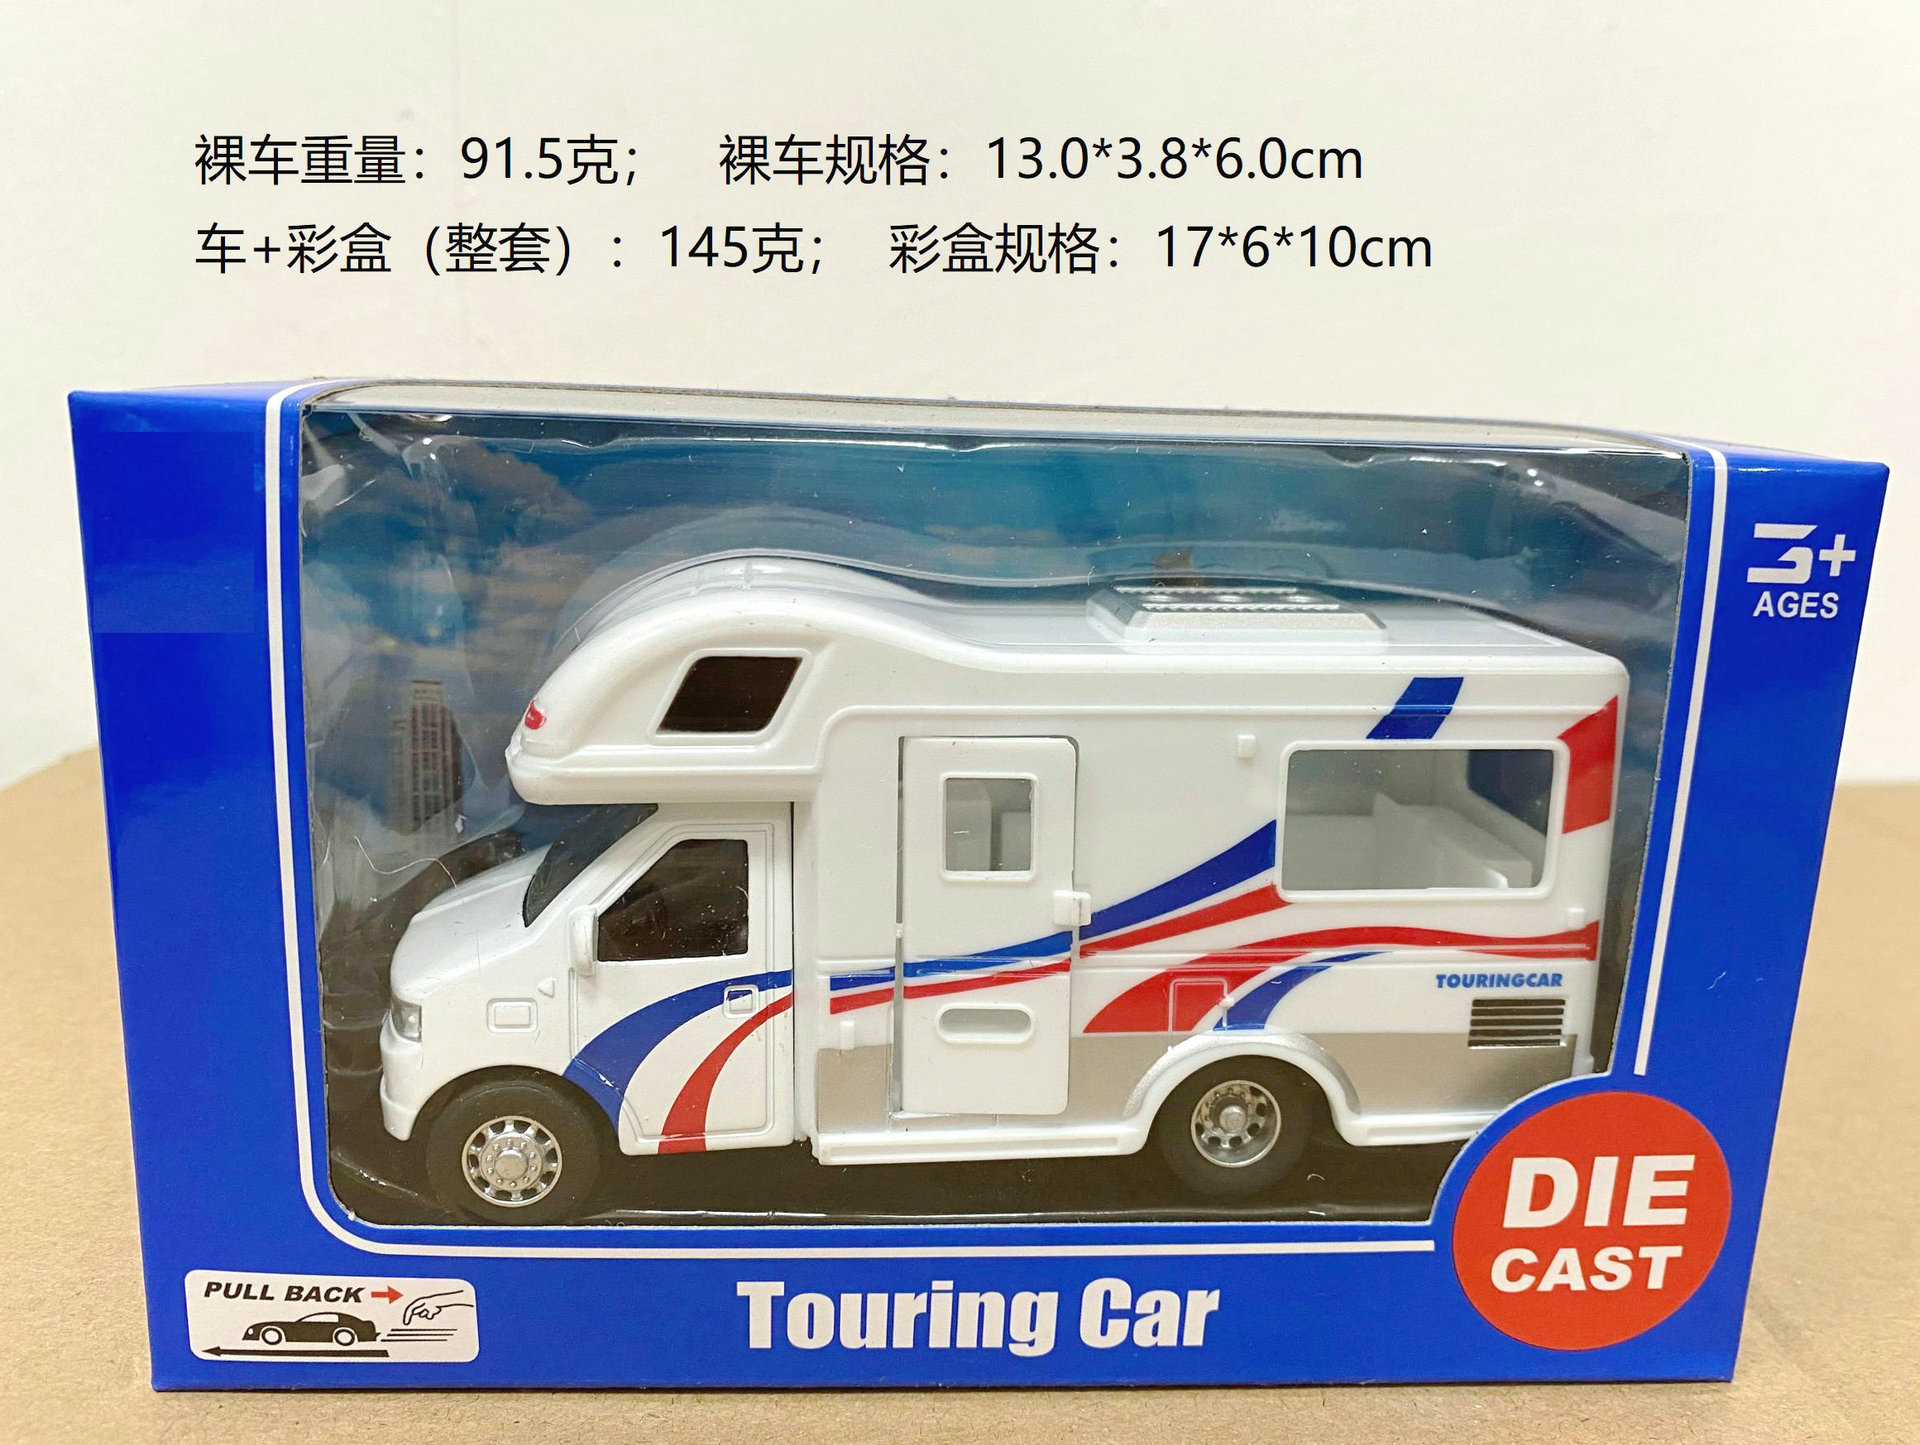 裸车重量：91.5克； 裸车规格：13.0*3.8*6.0cm
车+彩盒（整套）：145克； 彩盒规格：17*6*10cm
3+
AGES
TOURINGCAR
DIE
CAST
PULL BACK
Touring Car